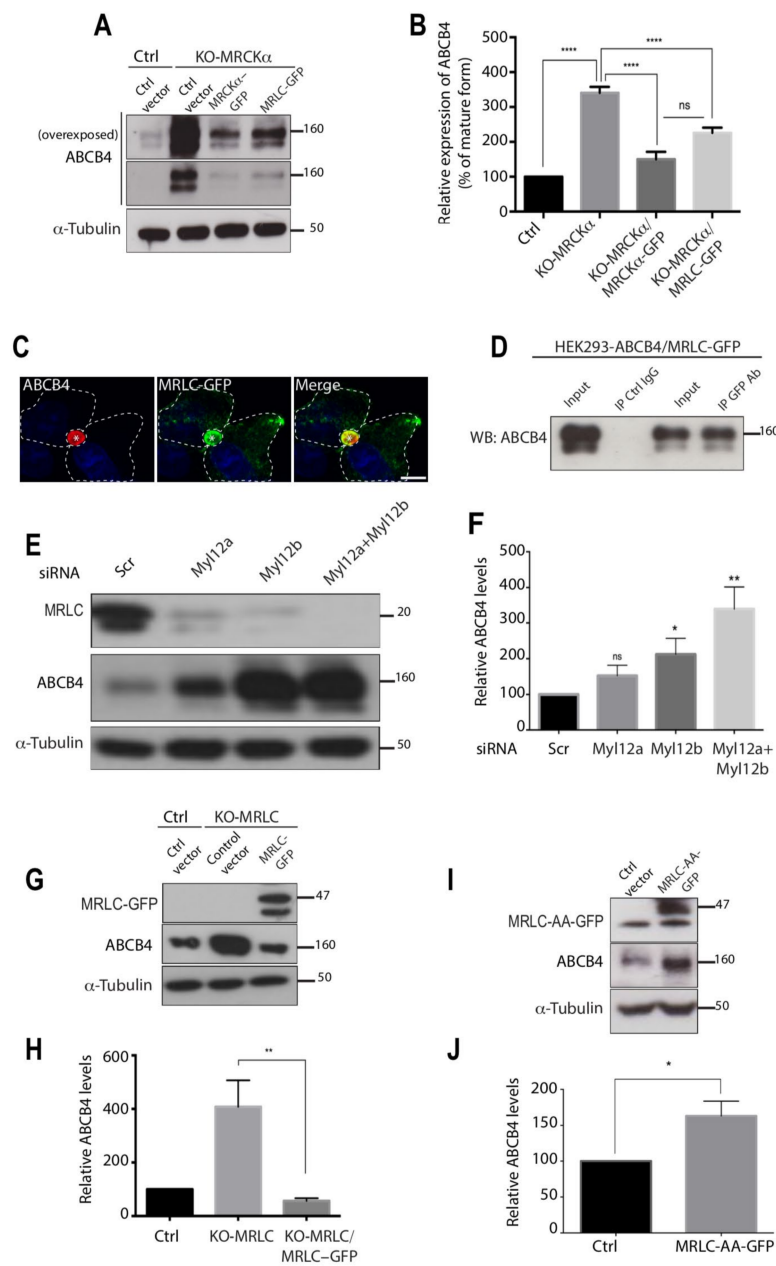 A
Ctrl
KO-MRCKα
Ctrl vector
Ctrl vector
MRCKα–GFP
MRLC-GFP
(overexposed)
ABCB4
160
160
α-Tubulin
50
B
Relative expression of ABCB4
(% of mature form)
500
400
300
200
100
0
****
****
****
ns
Ctrl
KO-MRCKα
KO-MRCKα/
MRCKα-GFP
KO-MRCKα/
MRLC-GFP
C
ABCB4
MRLC-GFP
Merge
*
*
*
D
HEK293-ABCB4/MRLC-GFP
Input
IP Ctrl IgG
Input
IP GFP Ab
WB: ABCB4
160
E
siRNA
Scr
Myl12a
Myl12b
Myl12a+Myl12b
MRLC
20
ABCB4
160
α-Tubulin
50
F
Relative ABCB4 levels
500
400
300
200
100
0
ns
*
**
siRNA
Scr
Myl12a
Myl12b
Myl12a+
Myl12b
G
Ctrl
KO-MRLC
Ctrl
vector
Control
vector
MRLC-
GFP
MRLC-GFP
47
ABCB4
160
α-Tubulin
50
H
Relative ABCB4 levels
600
400
200
0
**
Ctrl
KO-MRLC
KO-MRLC/
MRLC–GFP
I
Ctrl
vector
MRLC-AA-
GFP
MRLC-AA-GFP
47
ABCB4
160
α-Tubulin
50
J
Relative ABCB4 levels
200
150
100
50
0
*
Ctrl
MRLC-AA-GFP